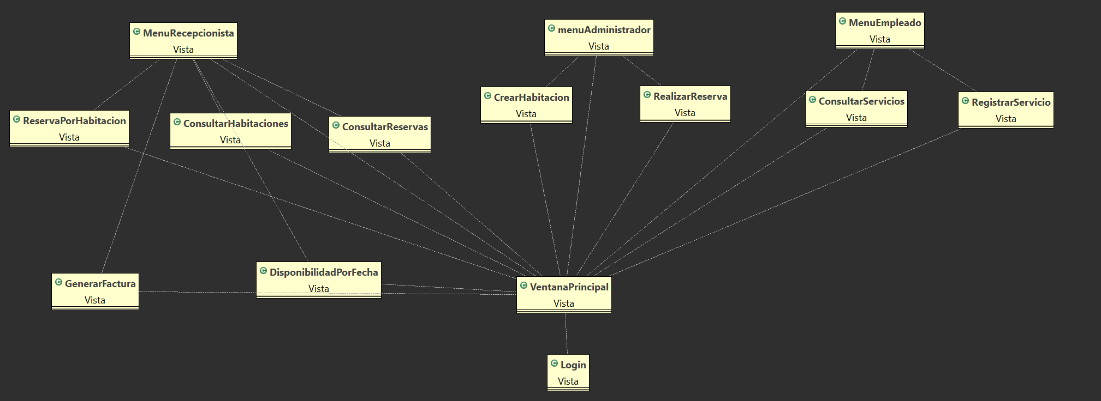 MenuRecepcionista
Vista
menuAdministrador
Vista
MenuEmpleado
Vista
ReservaPorHabitacion
Vista
ConsultarHabitaciones
Vista
ConsultarReservas
Vista
CrearHabitacion
Vista
RealizarReserva
Vista
ConsultarServicios
Vista
RegistrarServicio
Vista
GenerarFactura
Vista
DisponibilidadPorFecha
Vista
VentanaPrincipal
Vista
Login
Vista